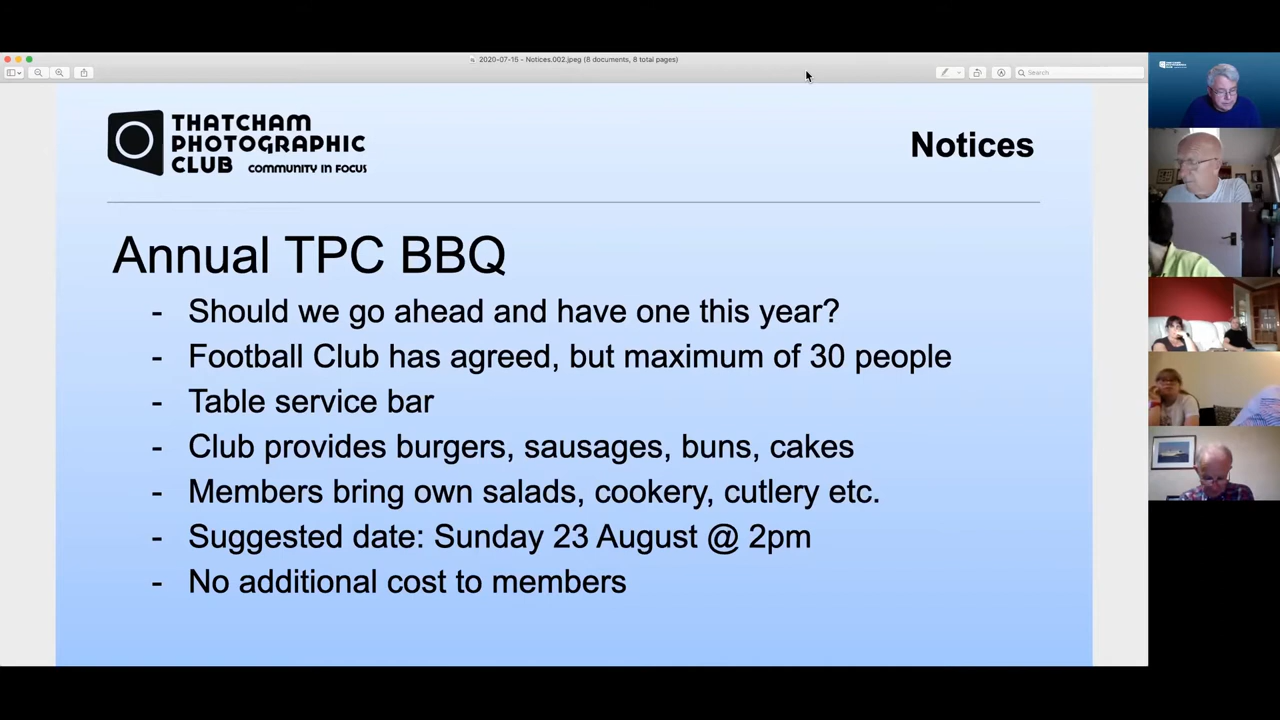 2020-07-15 - Notices.002.jpeg (8 documents, 8 total pages)
Search
THATCHAM
PHOTOGRAPHIC
CLUB COMMUNITY IN FOCUS
Notices
Annual TPC BBQ
- Should we go ahead and have one this year?
- Football Club has agreed, but maximum of 30 people
- Table service bar
- Club provides burgers, sausages, buns, cakes
- Members bring own salads, cookery, cutlery etc.
- Suggested date: Sunday 23 August @ 2pm
- No additional cost to members